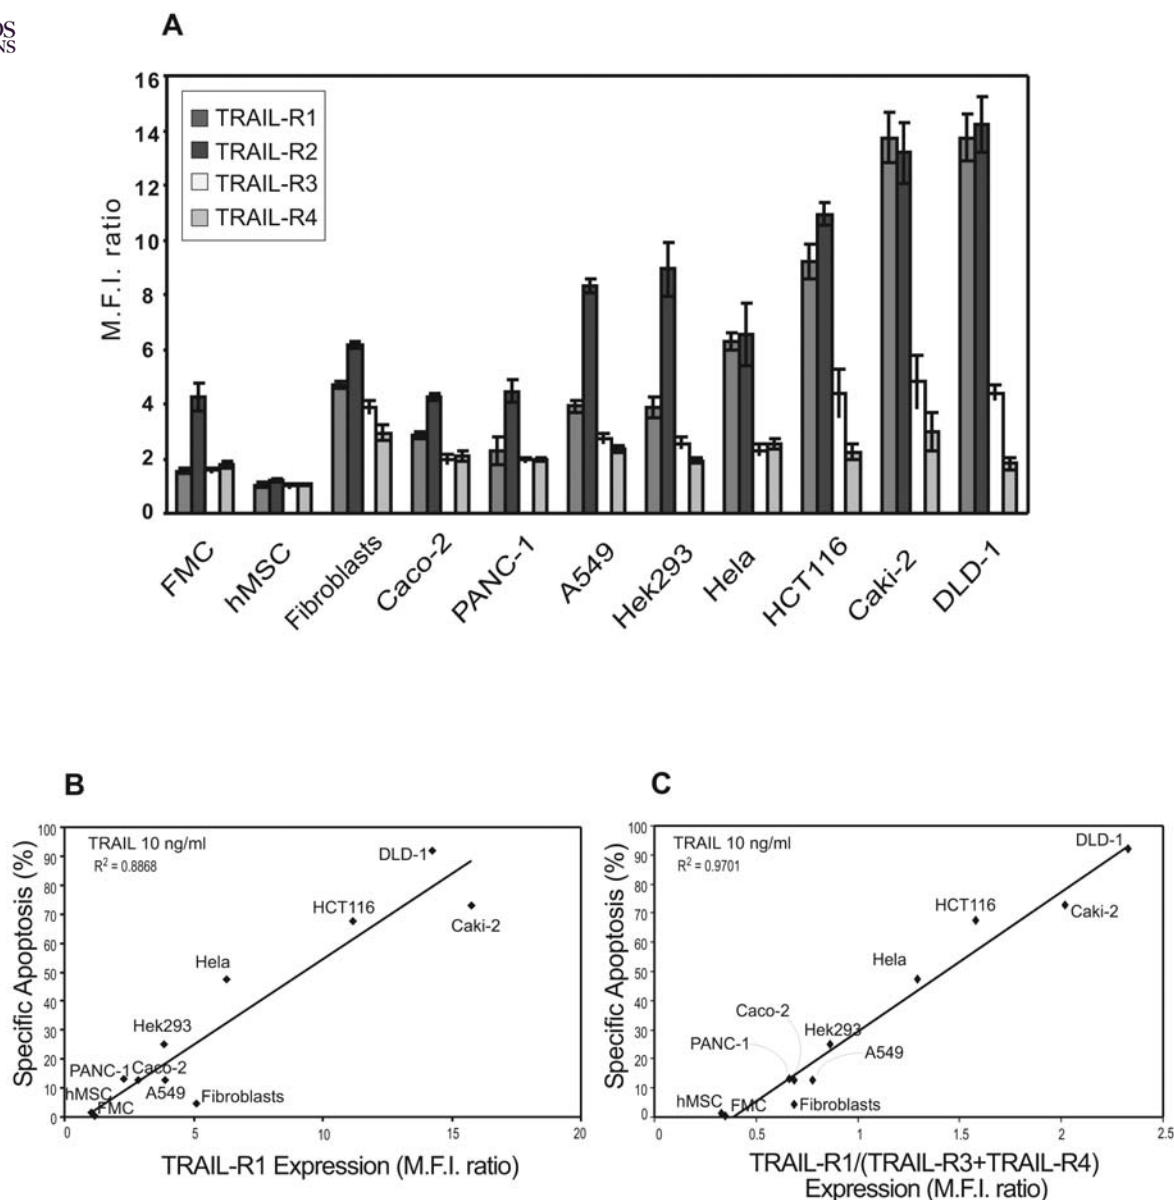 A
16
14
12
10
8
6
4
2
0
M.F.I. ratio
TRAIL-R1
TRAIL-R2
TRAIL-R3
TRAIL-R4
FMC hMSC Fibroblasts Caco-2 PANC-1 A549 Hek293 Hela HCT116 Caki-2 DLD-1
B
TRAIL 10 ng/ml
R² = 0.8868
Specific Apoptosis (%)
100
90
80
70
60
50
40
30
20
10
0
DLD-1
HCT116
Caki-2
Hela
Hek293
PANC-1 Caco-2
hMSC A549 Fibroblasts
FMC
0 5 10 15 20
TRAIL-R1 Expression (M.F.I. ratio)
C
TRAIL 10 ng/ml
R² = 0.9701
Specific Apoptosis (%)
100
90
80
70
60
50
40
30
20
10
0
DLD-1
HCT116
Caki-2
Hela
Caco-2
Hek293
PANC-1
A549
hMSC FMC Fibroblasts
0 0.5 1 1.5 2 2.5
TRAIL-R1/(TRAIL-R3+TRAIL-R4)
Expression (M.F.I. ratio)